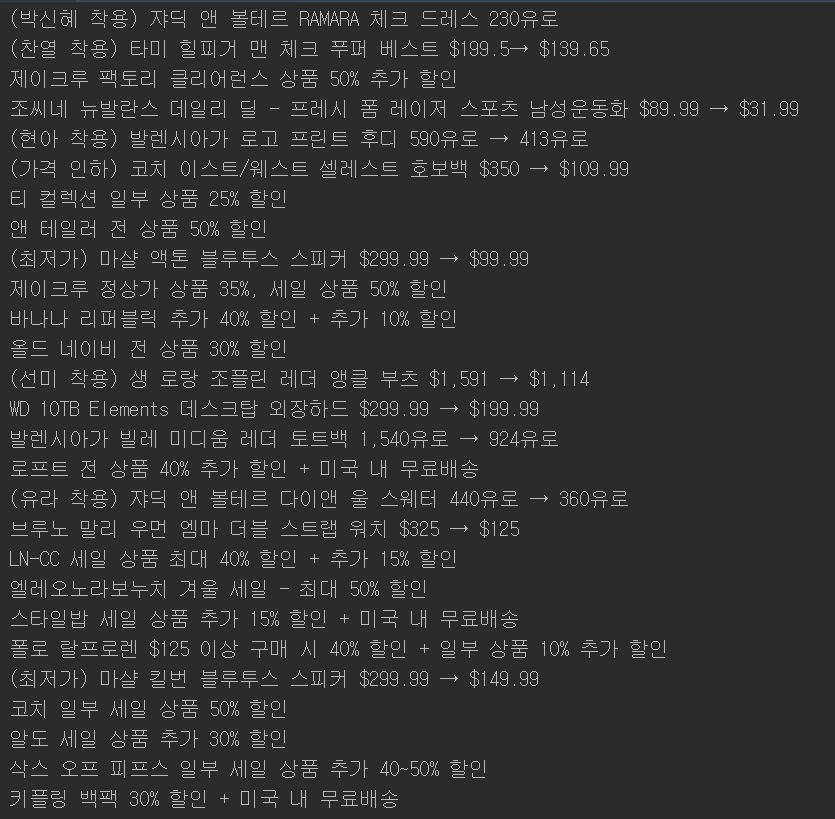 (박신혜 착용) 쟈딕 앤 볼테르 RAMARA 체크 드레스 230유로
(찬열 착용) 타미 힐피거 맨 체크 푸퍼 베스트 $199.5→ $139.65
제이크루 팩토리 클리어런스 상품 50% 추가 할인
조씨네 뉴발란스 데일리 딜 - 프레시 폼 레이저 스포츠 남성운동화 $89.99 → $31.99
(현아 착용) 발렌시아가 로고 프린트 후디 590유로 → 413유로
(가격 인하) 코치 이스트/웨스트 셀레스트 호보백 $350 → $109.99
티 컬렉션 일부 상품 25% 할인
앤 테일러 전 상품 50% 할인
(최저가) 마샬 액톤 블루투스 스피커 $299.99 → $99.99
제이크루 정상가 상품 35%, 세일 상품 50% 할인
바나나 리퍼블릭 추가 40% 할인 + 추가 10% 할인
올드 네이비 전 상품 30% 할인
(선미 착용) 생 로랑 조플린 레더 앵클 부츠 $1,591 → $1,114
WD 10TB Elements 데스크탑 외장하드 $299.99 → $199.99
발렌시아가 빌레 미디움 레더 토트백 1,540유로 → 924유로
로프트 전 상품 40% 추가 할인 + 미국 내 무료배송
(유라 착용) 쟈딕 앤 볼테르 다이앤 울 스웨터 440유로 → 360유로
브루노 말리 우먼 엠마 더블 스트랩 워치 $325 → $125
LN-CC 세일 상품 최대 40% 할인 + 추가 15% 할인
엘레오노라보누치 겨울 세일 - 최대 50% 할인
스타일밥 세일 상품 추가 15% 할인 + 미국 내 무료배송
폴로 랄프로렌 $125 이상 구매 시 40% 할인 + 일부 상품 10% 추가 할인
(최저가) 마샬 킬번 블루투스 스피커 $299.99 → $149.99
코치 일부 세일 상품 50% 할인
알도 세일 상품 추가 30% 할인
삭스 오프 피프스 일부 세일 상품 추가 40~50% 할인
키플링 백팩 30% 할인 + 미국 내 무료배송